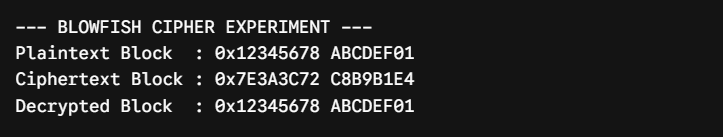 --- BLOWFISH CIPHER EXPERIMENT ---
Plaintext Block  : 0x12345678 ABCDEF01
Ciphertext Block : 0x7E3A3C72 C8B9B1E4
Decrypted Block  : 0x12345678 ABCDEF01